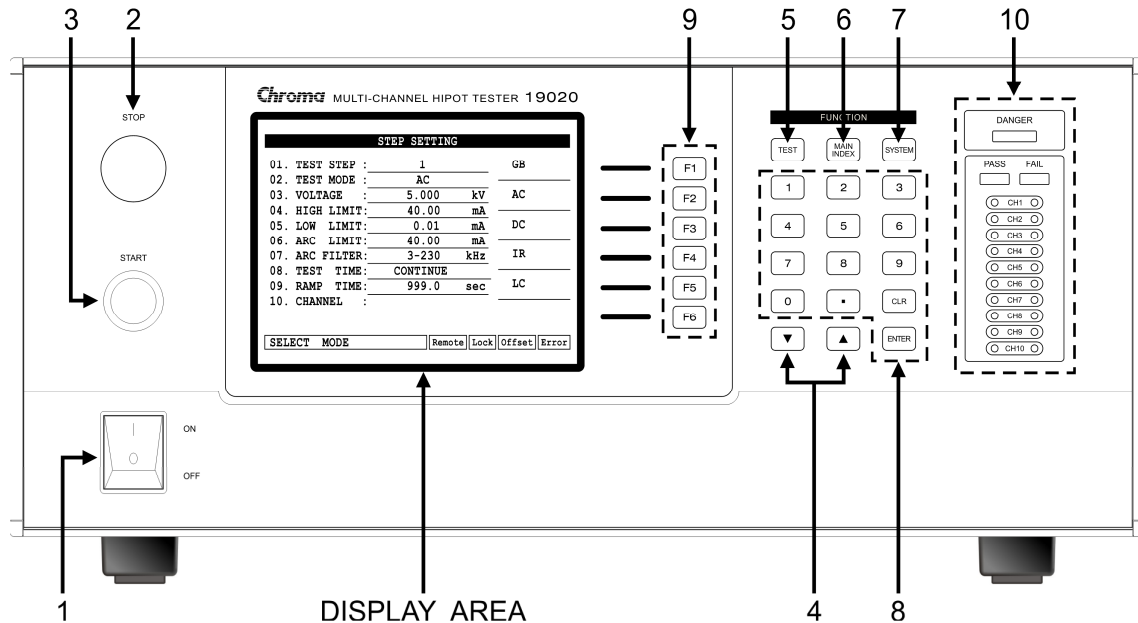 3 2 9 5 6 7 10
Chroma MULTI-CHANNEL HIPOT TESTER 19020
STOP
START
ON
OFF
STEP SETTING
01. TEST STEP : 1 GB
02. TEST MODE : AC
03. VOLTAGE : 5.000 kV AC
04. HIGH LIMIT: 40.00 mA
05. LOW LIMIT: 0.01 mA DC
06. ARC LIMIT: 40.00 mA
07. ARC FILTER: 3-230 kHz IR
08. TEST TIME: CONTINUE
09. RAMP TIME: 999.0 sec LC
10. CHANNEL :
SELECT MODE Remote Lock Offset Error
F1
F2
F3
F4
F5
F6
FUNCTION
TEST MAIN INDEX SYSTEM
1 2 3
4 5 6
7 8 9
0 . CLR
▼ ▲ ENTER
DANGER
PASS FAIL
CH1
CH2
CH3
CH4
CH5
CH6
CH7
CH8
CH9
CH10
1 DISPLAY AREA 4 8